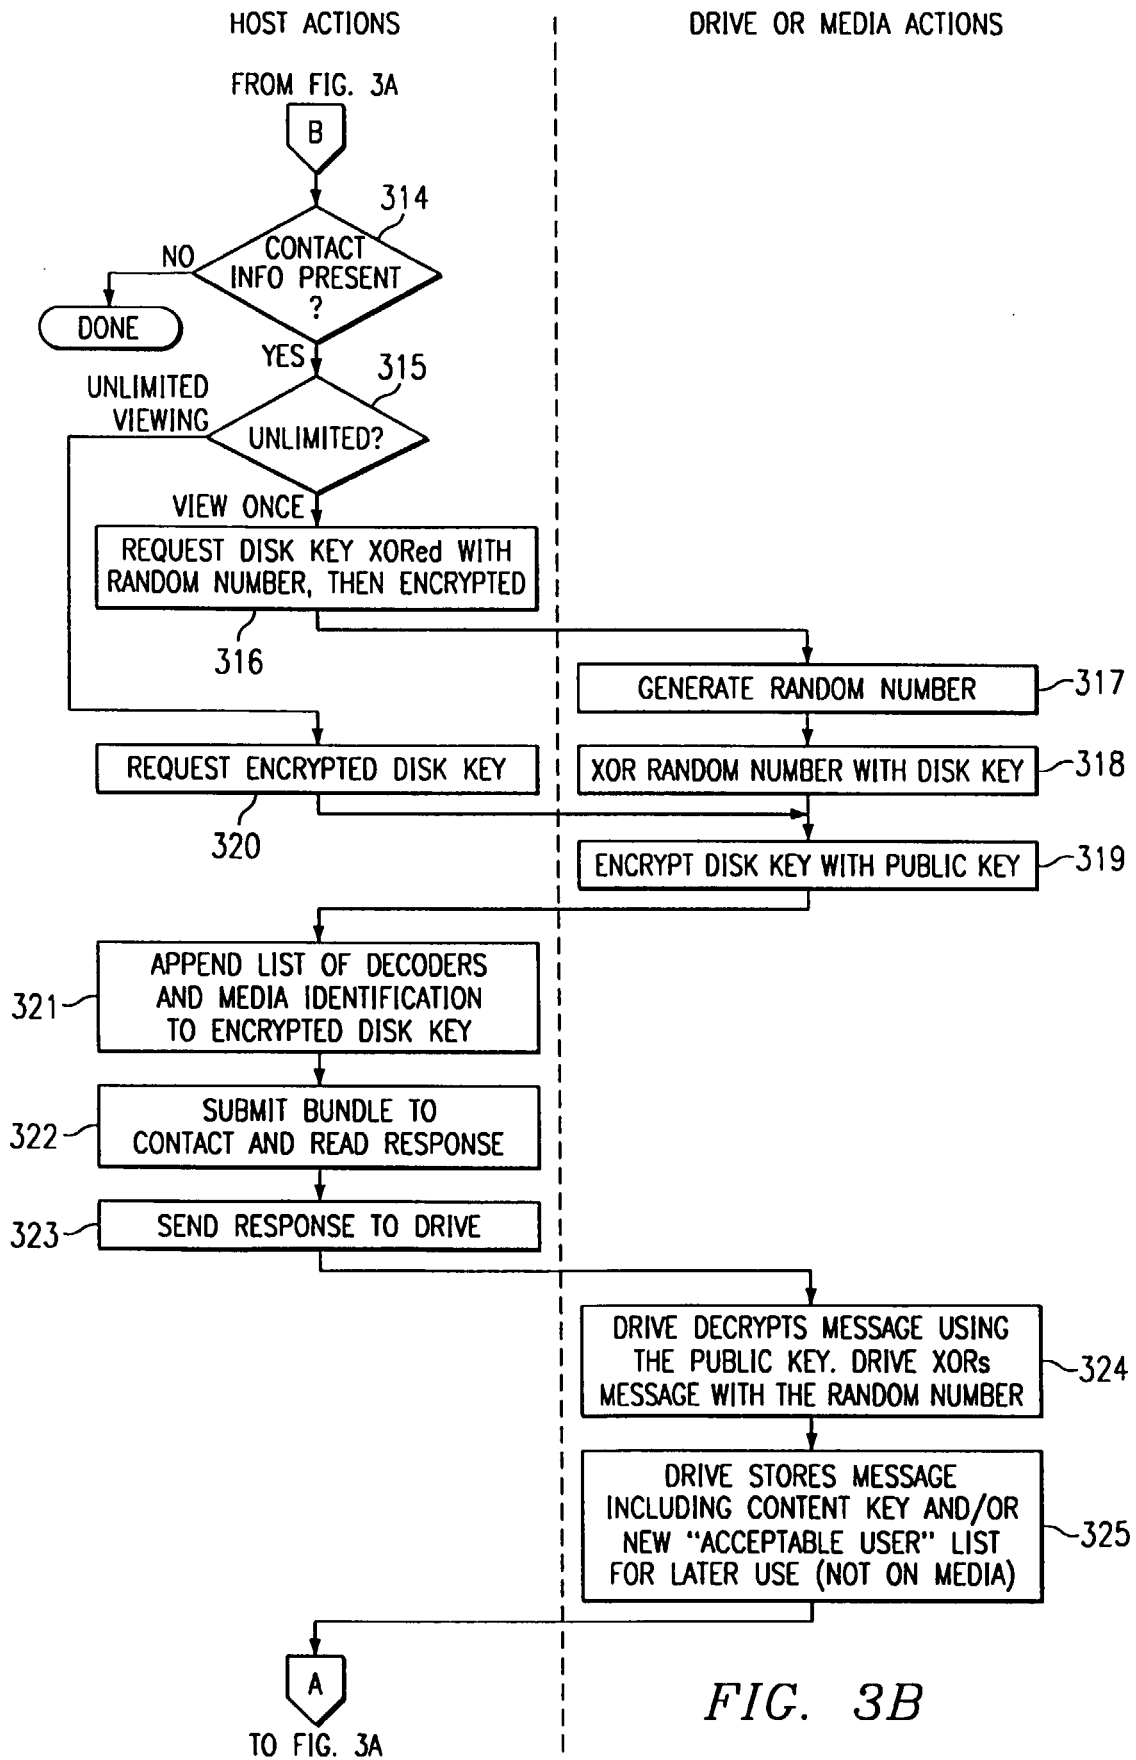 HOST ACTIONS
DRIVE OR MEDIA ACTIONS
FROM FIG. 3A
B
314
CONTACT
INFO PRESENT
?
NO
DONE
YES
315
UNLIMITED
VIEWING
UNLIMITED?
VIEW ONCE
REQUEST DISK KEY XORed WITH
RANDOM NUMBER, THEN ENCRYPTED
316
GENERATE RANDOM NUMBER
317
XOR RANDOM NUMBER WITH DISK KEY
318
REQUEST ENCRYPTED DISK KEY
320
ENCRYPT DISK KEY WITH PUBLIC KEY
319
APPEND LIST OF DECODERS
AND MEDIA IDENTIFICATION
TO ENCRYPTED DISK KEY
321
SUBMIT BUNDLE TO
CONTACT AND READ RESPONSE
322
SEND RESPONSE TO DRIVE
323
DRIVE DECRYPTS MESSAGE USING
THE PUBLIC KEY. DRIVE XORs
MESSAGE WITH THE RANDOM NUMBER
324
DRIVE STORES MESSAGE
INCLUDING CONTENT KEY AND/OR
NEW "ACCEPTABLE USER" LIST
FOR LATER USE (NOT ON MEDIA)
325
A
TO FIG. 3A
FIG. 3B